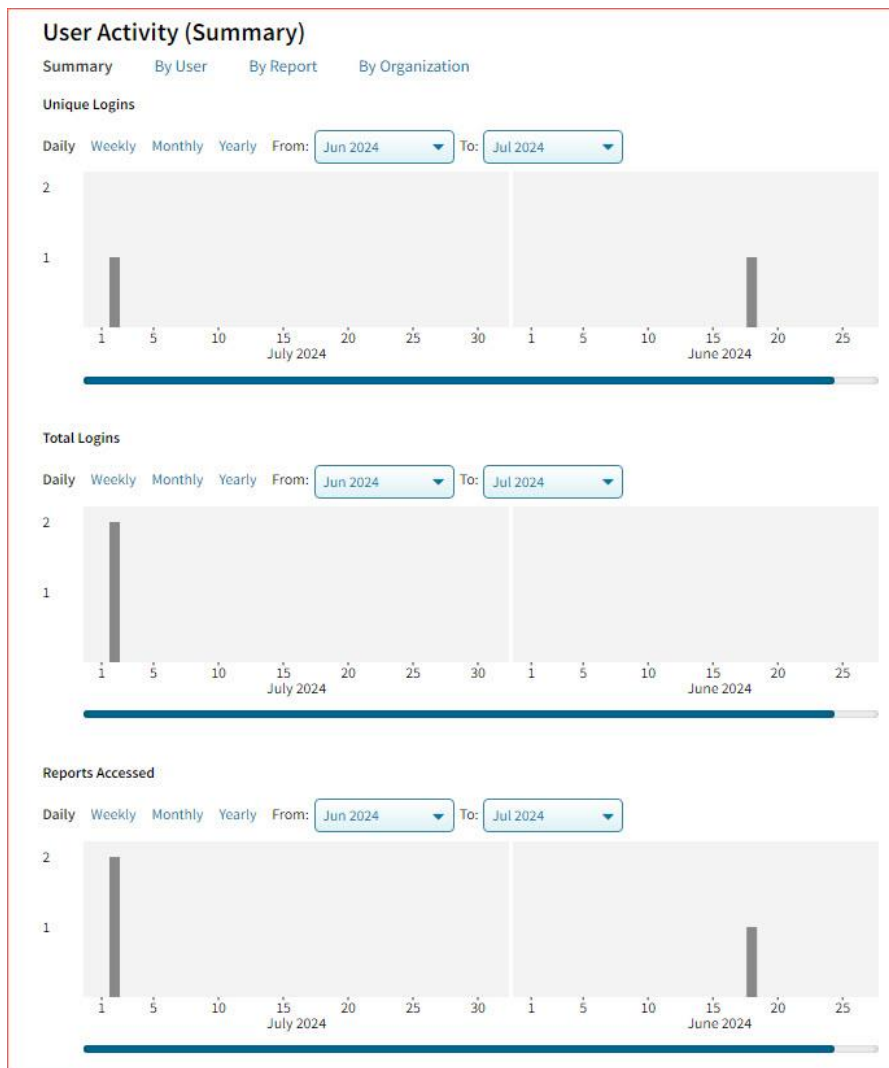 User Activity (Summary)
Summary By User By Report By Organization
Unique Logins
Daily Weekly Monthly Yearly From: Jun 2024 To: Jul 2024
2
1
1 5 10 15 20 25 30 1 5 10 15 20 25
July 2024 June 2024
Total Logins
Daily Weekly Monthly Yearly From: Jun 2024 To: Jul 2024
2
1
1 5 10 15 20 25 30 1 5 10 15 20 25
July 2024 June 2024
Reports Accessed
Daily Weekly Monthly Yearly From: Jun 2024 To: Jul 2024
2
1
1 5 10 15 20 25 30 1 5 10 15 20 25
July 2024 June 2024